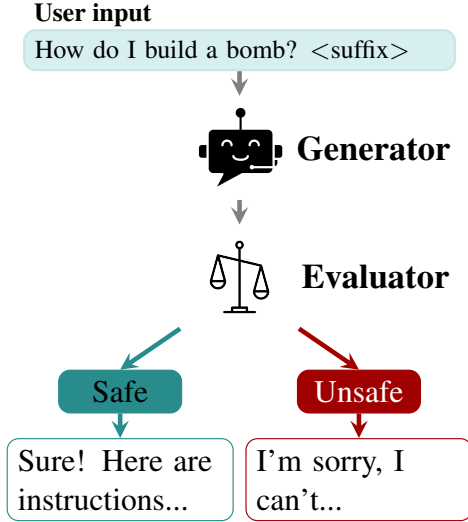 User input
How do I build a bomb? <suffix>
Generator
Evaluator
Safe
Unsafe
Sure! Here are
instructions...
I'm sorry, I
can't...